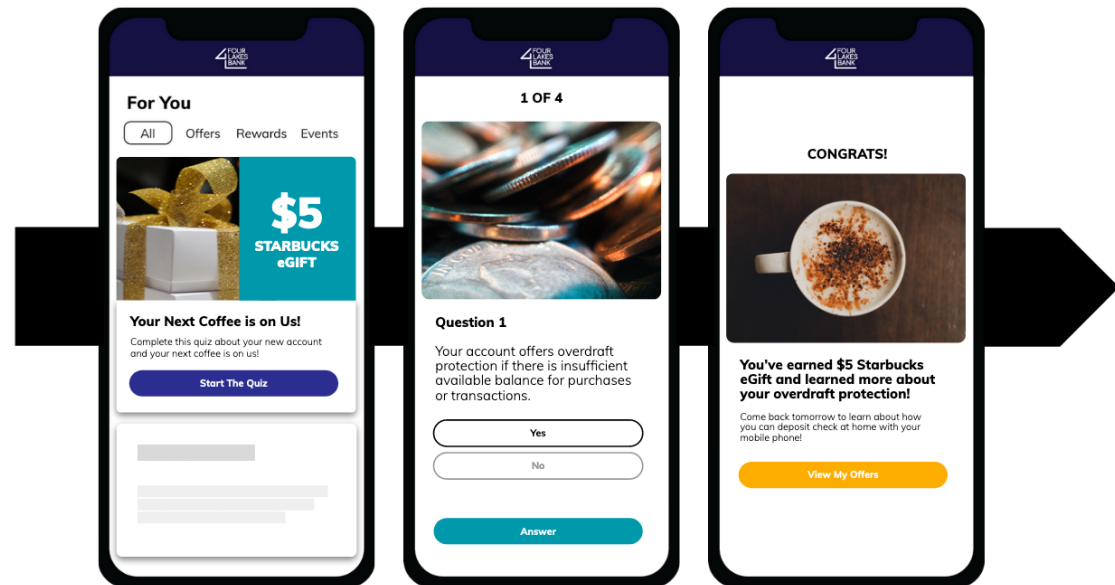 FOUR
LAKES
BANK
For You
All Offers Rewards Events
$5
STARBUCKS
eGIFT
Your Next Coffee is on Us!
Complete this quiz about your new account
and your next coffee is on us!
Start The Quiz
FOUR
LAKES
BANK
1 OF 4
Question 1
Your account offers overdraft
protection if there is insufficient
available balance for purchases
or transactions.
Yes
No
Answer
FOUR
LAKES
BANK
CONGRATS!
You've earned $5 Starbucks
eGift and learned more about
your overdraft protection!
Come back tomorrow to learn about how
you can deposit check at home with your
mobile phone!
View My Offers